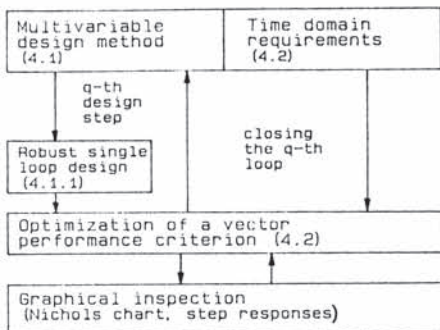 Multivariable
design method
(4.1)
Time domain
requirements
(4.2)
q-th
design
step
closing
the q-th
loop
Robust single
loop design
(4.1.1)
Optimization of a vector
performance criterion (4.2)
Graphical inspection
(Nichols chart, step responses)